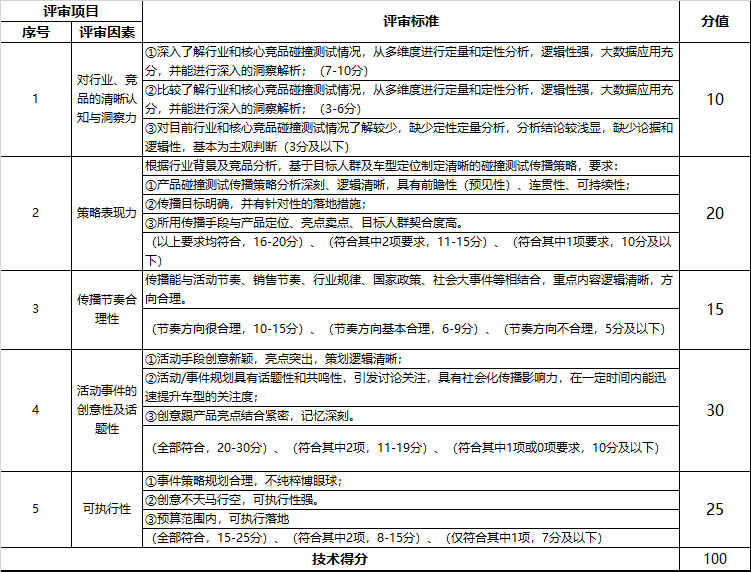 评审项目
评审标准
分值
序号
评审因素
1
对行业、竞
品的清晰认
知与洞察力
①深入了解行业和核心竞品碰撞测试情况，从多维度进行定量和定性分析，逻辑性强，大数据应用充
分，并能进行深入的洞察解析；（7-10分）
②比较了解行业和核心竞品碰撞测试情况，从多维度进行定量和定性分析，逻辑性强，大数据应用充
分，并能进行深入的洞察解析；（3-6分）
③对目前行业和核心竞品碰撞测试情况了解较少，缺少定性定量分析，分析结论较浅显，缺少论据和
逻辑性，基本为主观判断（3分及以下）
10
2
策略表现力
根据行业背景及竞品分析，基于目标人群及车型定位制定清晰的碰撞测试传播策略，要求：
①产品碰撞测试传播策略分析深刻、逻辑清晰，具有前瞻性（预见性）、连贯性、可持续性；
②传播目标明确，并有针对性的落地措施；
③所用传播手段与产品定位、亮点卖点、目标人群契合度高。
（以上要求均符合，16-20分）、（符合其中2项要求，11-15分）、（符合其中1项要求，10分及以
下）
20
3
传播节奏合
理性
传播能与活动节奏、销售节奏、行业规律、国家政策、社会大事件等相结合，重点内容逻辑清晰，方
向合理。
（节奏方向很合理，10-15分）、（节奏方向基本合理，6-9分）、（节奏方向不合理，5分及以下）
15
4
活动事件的
创意性及话
题性
①活动手段创意新颖，亮点突出，策划逻辑清晰；
②活动/事件规划具有话题性和共鸣性，引发讨论关注，具有社会化传播影响力，在一定时间内能迅
速提升车型的关注度；
③创意跟产品亮点结合紧密，记忆深刻。
（全部符合，20-30分）、（符合其中2项，11-19分）、（符合其中1项或0项要求，10分及以下）
30
5
可执行性
①事件策略规划合理，不纯粹博眼球；
②创意不天马行空，可执行性强。
③预算范围内，可执行落地
（全部符合，15-25分）、（符合其中2项，8-15分）、（仅符合其中1项，7分及以下）
25
技术得分
100